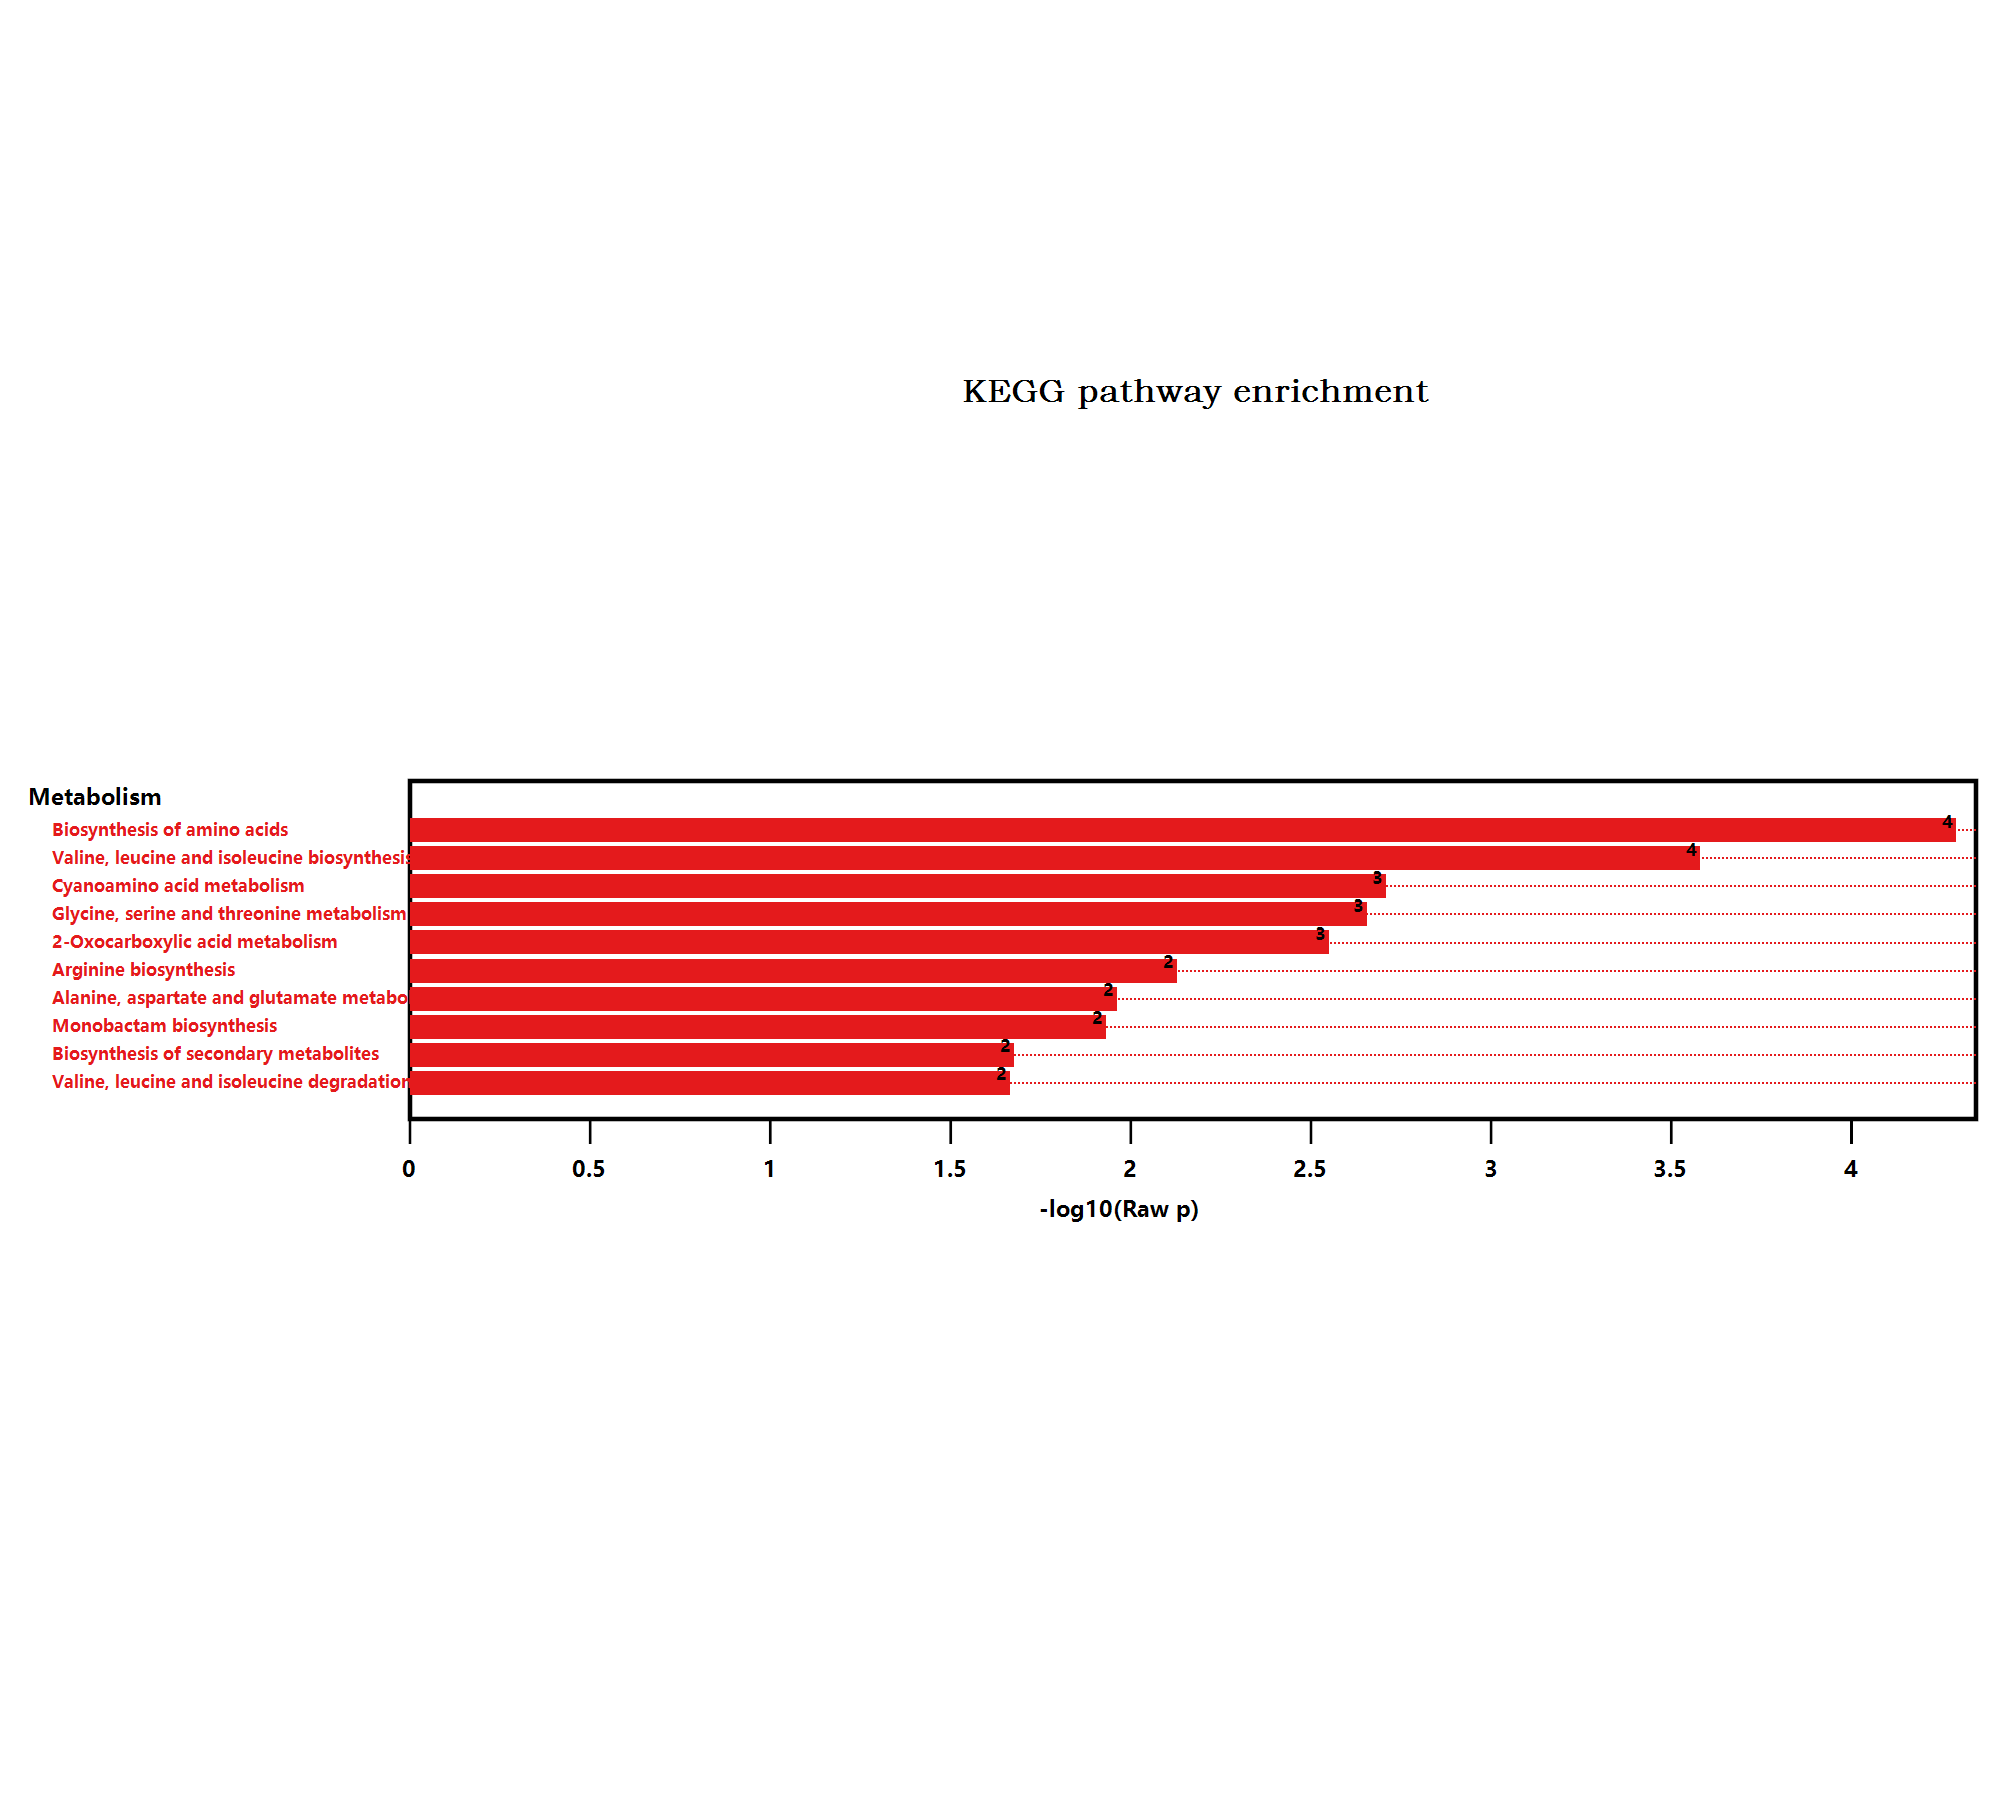 KEGG pathway enrichment
Metabolism
Biosynthesis of amino acids 4
Valine, leucine and isoleucine biosynthesis 4
Cyanoamino acid metabolism 3
Glycine, serine and threonine metabolism 3
2-Oxocarboxylic acid metabolism 3
Arginine biosynthesis 2
Alanine, aspartate and glutamate metabo 2
Monobactam biosynthesis 2
Biosynthesis of secondary metabolites 2
Valine, leucine and isoleucine degradation 2
0 0.5 1 1.5 2 2.5 3 3.5 4
-log10(Raw p)